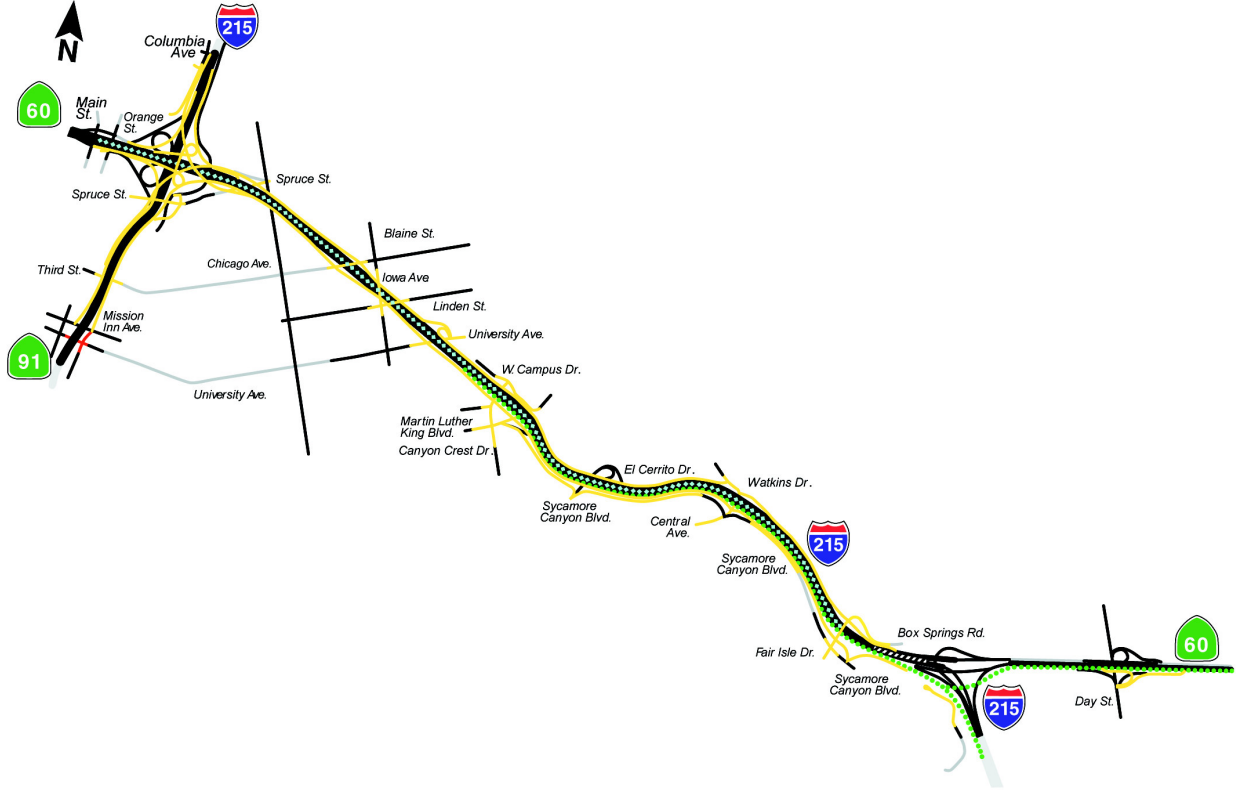 215
Columbia
Ave
N
60
Main
St.
Orange
St.
Spruce St.
Spruce St.
Blaine St.
Third St.
Chicago Ave.
Iowa Ave
Linden St.
Mission
Inn Ave.
University Ave.
91
W. Campus Dr.
University Ave.
Martin Luther
King Blvd.
Canyon Crest Dr.
El Cerrito Dr.
Watkins Dr.
Sycamore
Canyon Blvd.
Central
Ave.
215
Sycamore
Canyon Blvd.
Box Springs Rd.
60
Fair Isle Dr.
Sycamore
Canyon Blvd.
215
Day St.